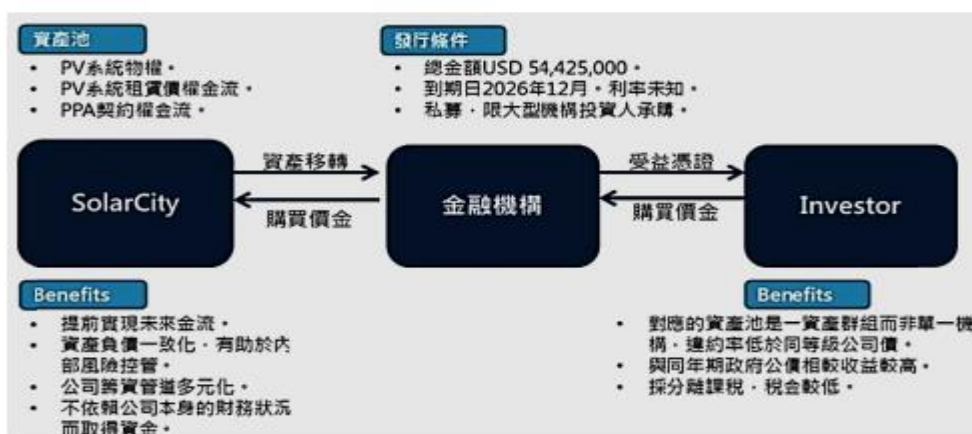 資產池
• PV系統物權。
• PV系統租賃債權金流。
• PPA契約權金流。
發行條件
• 總金額USD 54,425,000。
• 到期日2026年12月。利率未知。
• 私募，限大型機構投資人承購。
SolarCity
資產移轉
購買價金
金融機構
受益憑證
購買價金
Investor
Benefits
• 提前實現未來金流。
• 資產負債一致化，有助於內
部風險控管。
• 公司籌資管道多元化。
• 不依賴公司本身的財務狀況
而取得資金。
Benefits
• 對應的資產池是一資產群組而非單一機
構，違約率低於同等級公司債。
• 與同年期政府公債相較收益較高。
• 採分離課稅，稅金較低。